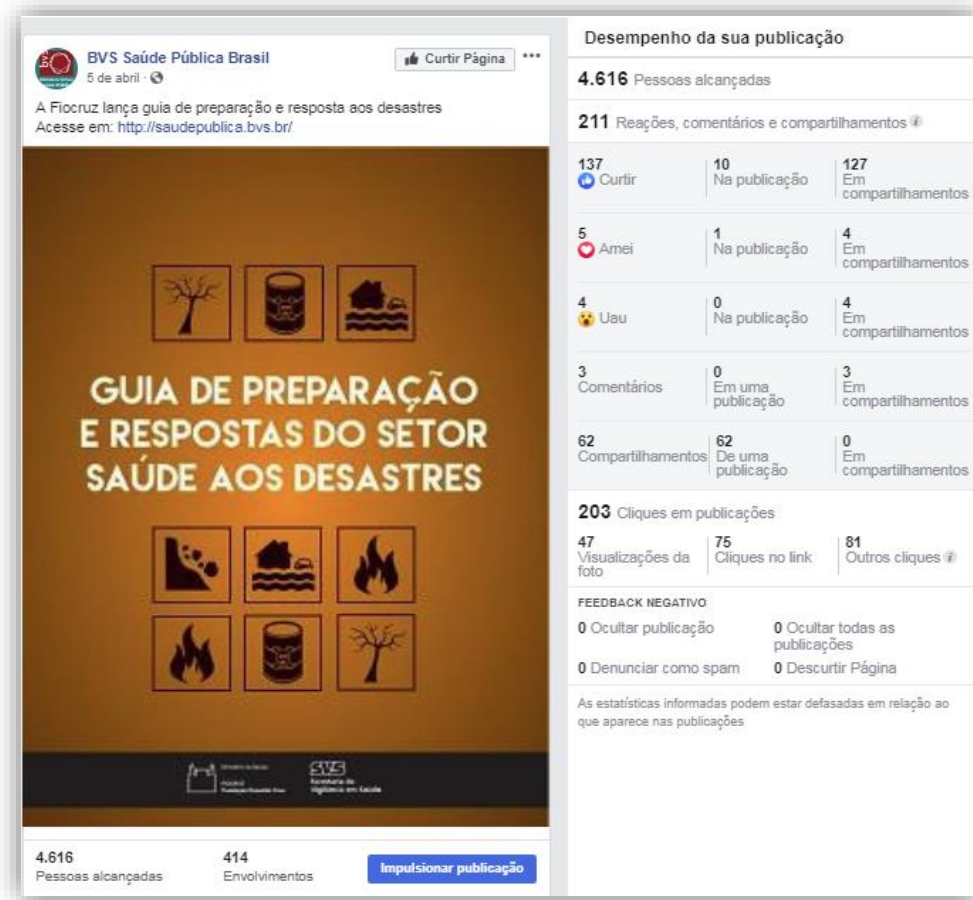 BVS Saúde Pública Brasil
5 de abril ·
Curtir Página
A Fiocruz lança guia de preparação e resposta aos desastres
Acesse em: http://saudepublica.bvs.br/
GUIA DE PREPARAÇÃO
E RESPOSTAS DO SETOR
SAÚDE AOS DESASTRES
SVS
Secretaria de
Vigilância em Saúde
4.616
Pessoas alcançadas
414
Envolvimentos
Impulsionar publicação
Desempenho da sua publicação
4.616 Pessoas alcançadas
211 Reações, comentários e compartilhamentos
137
Curtir
10
Na publicação
127
Em
compartilhamentos
5
Amei
1
Na publicação
4
Em
compartilhamentos
4
Uau
0
Na publicação
4
Em
compartilhamentos
3
Comentários
0
Em uma
publicação
3
Em
compartilhamentos
62
Compartilhamentos
62
De uma
publicação
0
Em
compartilhamentos
203 Cliques em publicações
47
Visualizações da
foto
75
Cliques no link
81
Outros cliques
FEEDBACK NEGATIVO
0 Ocultar publicação
0 Ocultar todas as
publicações
0 Denunciar como spam
0 Descurtir Página
As estatísticas informadas podem estar defasadas em relação ao
que aparece nas publicações